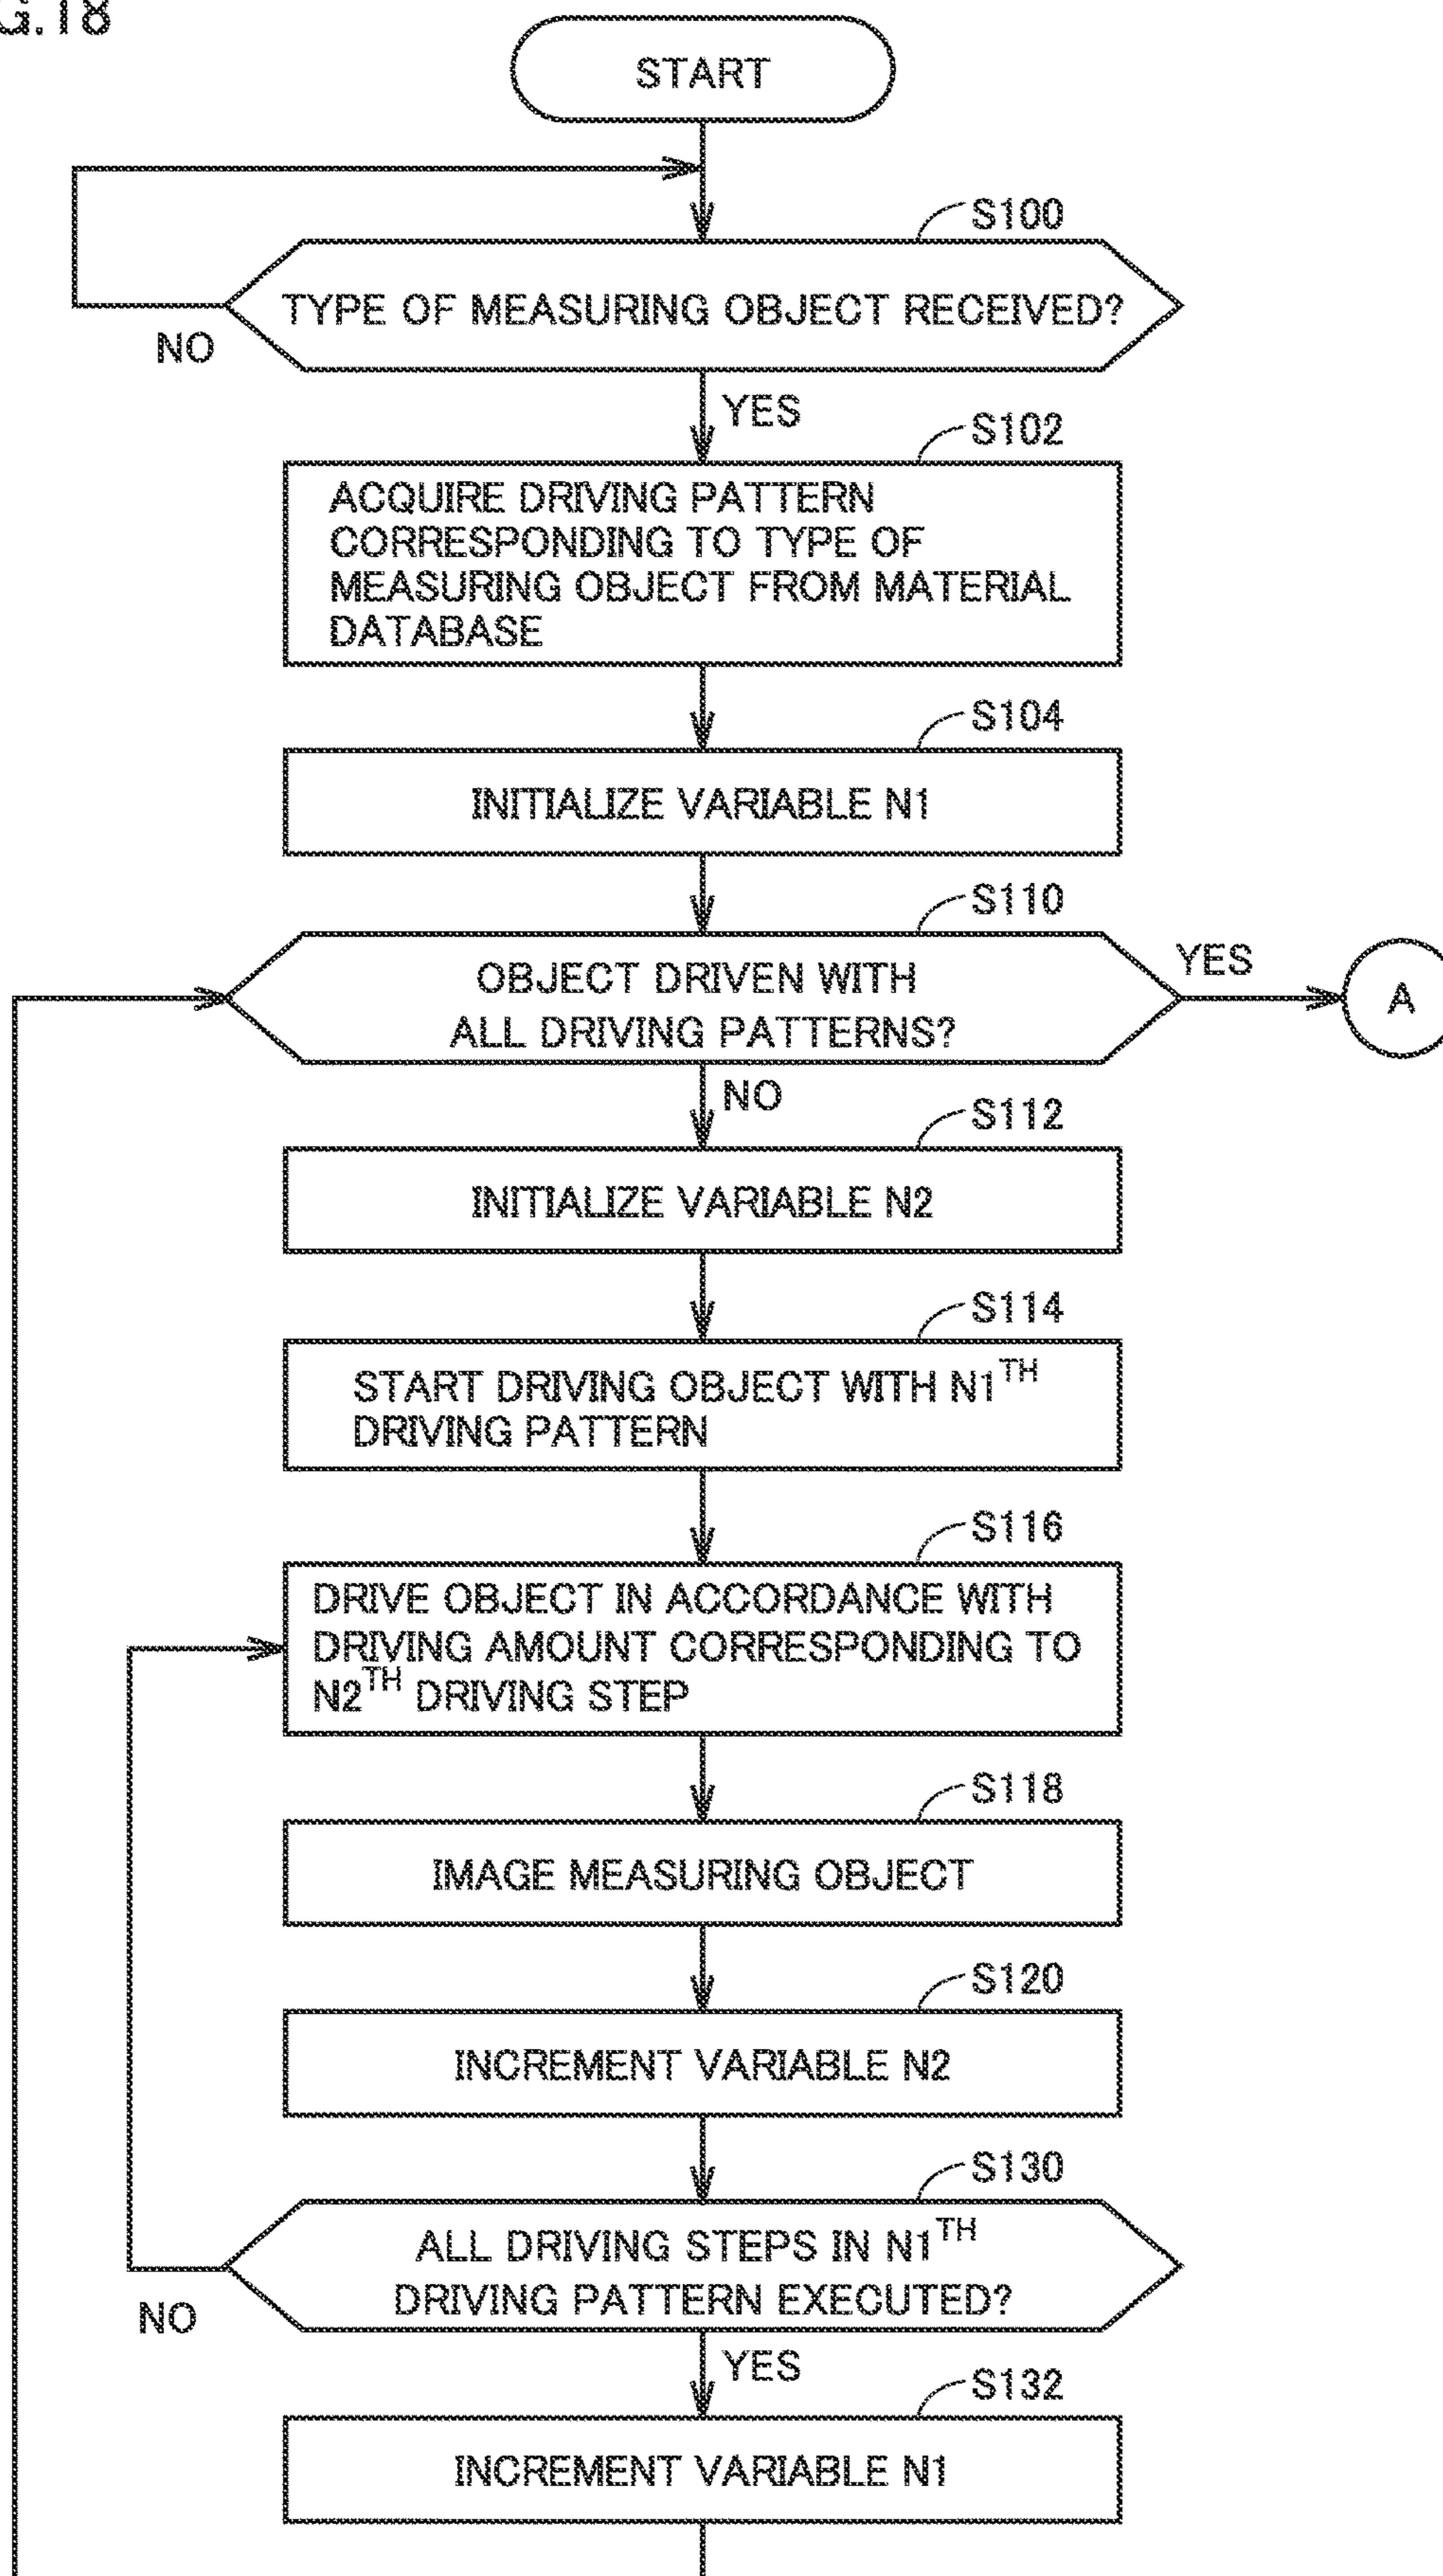 G.18
START
S100
TYPE OF MEASURING OBJECT RECEIVED?
NO
YES
S102
ACQUIRE DRIVING PATTERN
CORRESPONDING TO TYPE OF
MEASURING OBJECT FROM MATERIAL
DATABASE
S104
INITIALIZE VARIABLE N1
S110
OBJECT DRIVEN WITH
ALL DRIVING PATTERNS?
YES
A
NO
S112
INITIALIZE VARIABLE N2
S114
START DRIVING OBJECT WITH N1TH
DRIVING PATTERN
S116
DRIVE OBJECT IN ACCORDANCE WITH
DRIVING AMOUNT CORRESPONDING TO
N2TH DRIVING STEP
S118
IMAGE MEASURING OBJECT
S120
INCREMENT VARIABLE N2
S130
ALL DRIVING STEPS IN N1TH
DRIVING PATTERN EXECUTED?
NO
YES
S132
INCREMENT VARIABLE N1